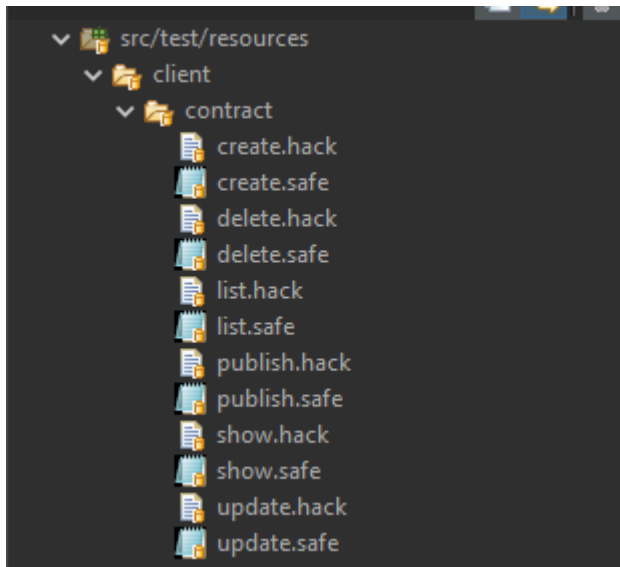 src/test/resources
client
contract
create.hack
create.safe
delete.hack
delete.safe
list.hack
list.safe
publish.hack
publish.safe
show.hack
show.safe
update.hack
update.safe